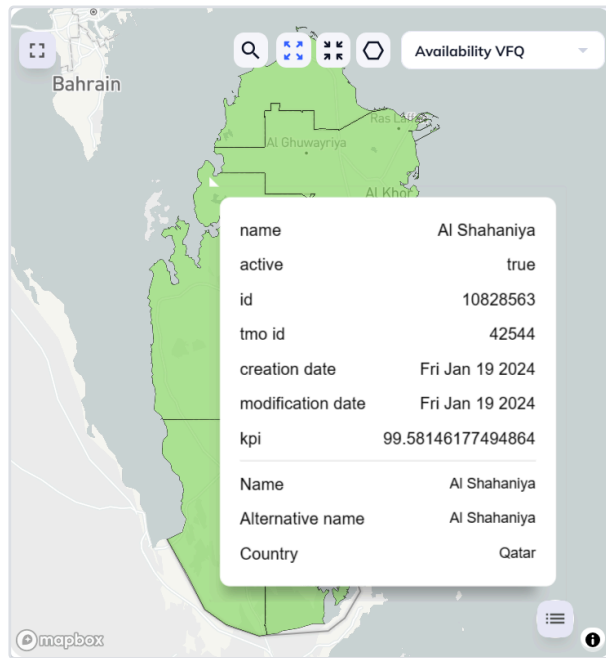 Availability VFQ
Bahrain
Ras Laffan
Al Ghuwayriya
Al Khor
name Al Shahaniya
active true
id 10828563
tmo id 42544
creation date Fri Jan 19 2024
modification date Fri Jan 19 2024
kpi 99.58146177494864
Name Al Shahaniya
Alternative name Al Shahaniya
Country Qatar
mapbox